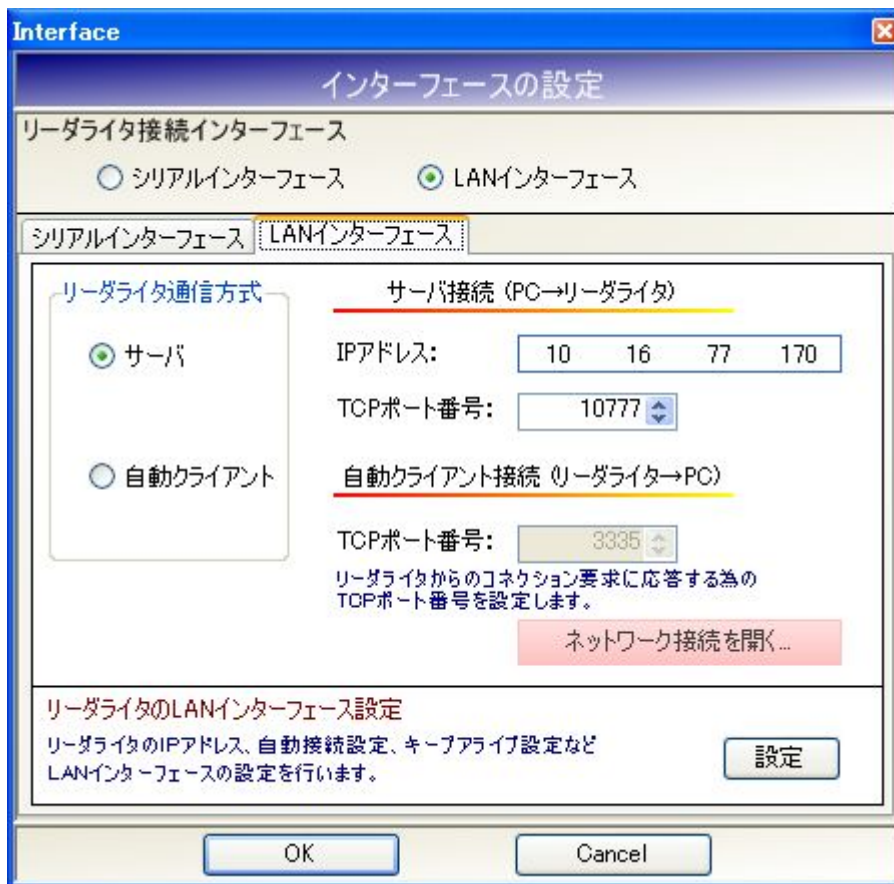 Interface
インターフェースの設定
リーダライタ接続インターフェース
シリアルインターフェース LANインターフェース
シリアルインターフェース LANインターフェース
リーダライタ通信方式
サーバ
自動クライアント
サーバ接続 (PC→リーダライタ)
IPアドレス: 10 16 77 170
TCPポート番号: 10777
自動クライアント接続 (リーダライタ→PC)
TCPポート番号: 3335
リーダライタからのコネクション要求に応答する為の
TCPポート番号を設定します。
ネットワーク接続を開く...
リーダライタのLANインターフェース設定
リーダライタのIPアドレス、自動接続設定、キープアライブ設定など
LANインターフェースの設定を行います。
設定
OK Cancel